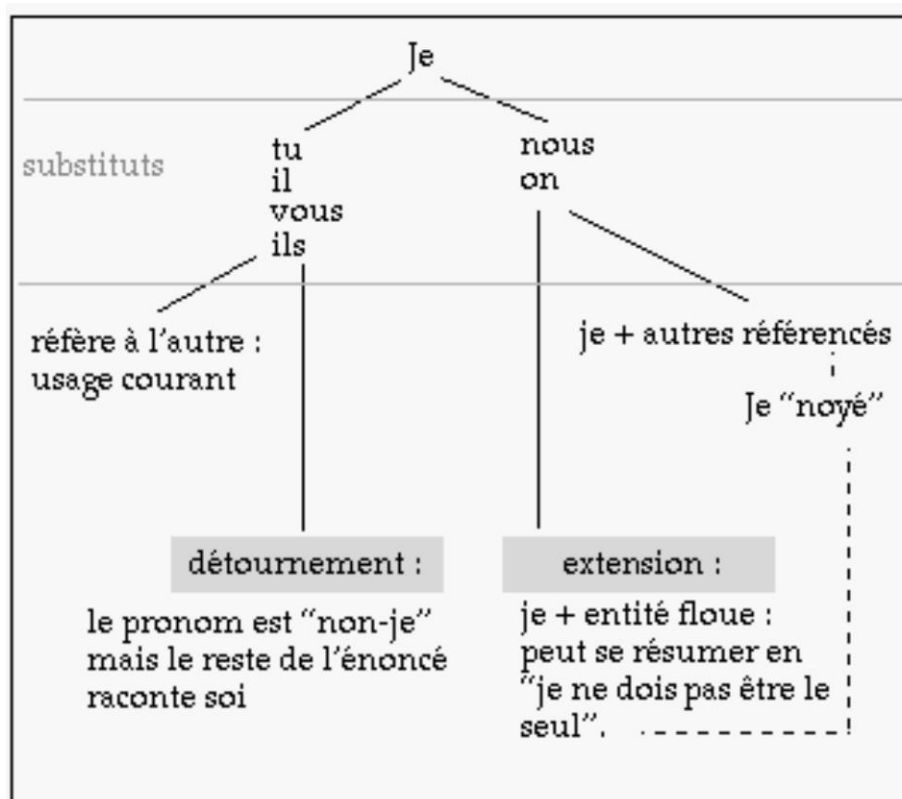 Je
substituts
tu
il
vous
ils
nous
on
réfère à l'autre :
usage courant
je + autres référencés
Je “noyé”
détournement :
le pronom est “non-je”
mais le reste de l'énoncé
raconte soi
extension :
je + entité floue :
peut se résumer en
“je ne dois pas être le
seul”.